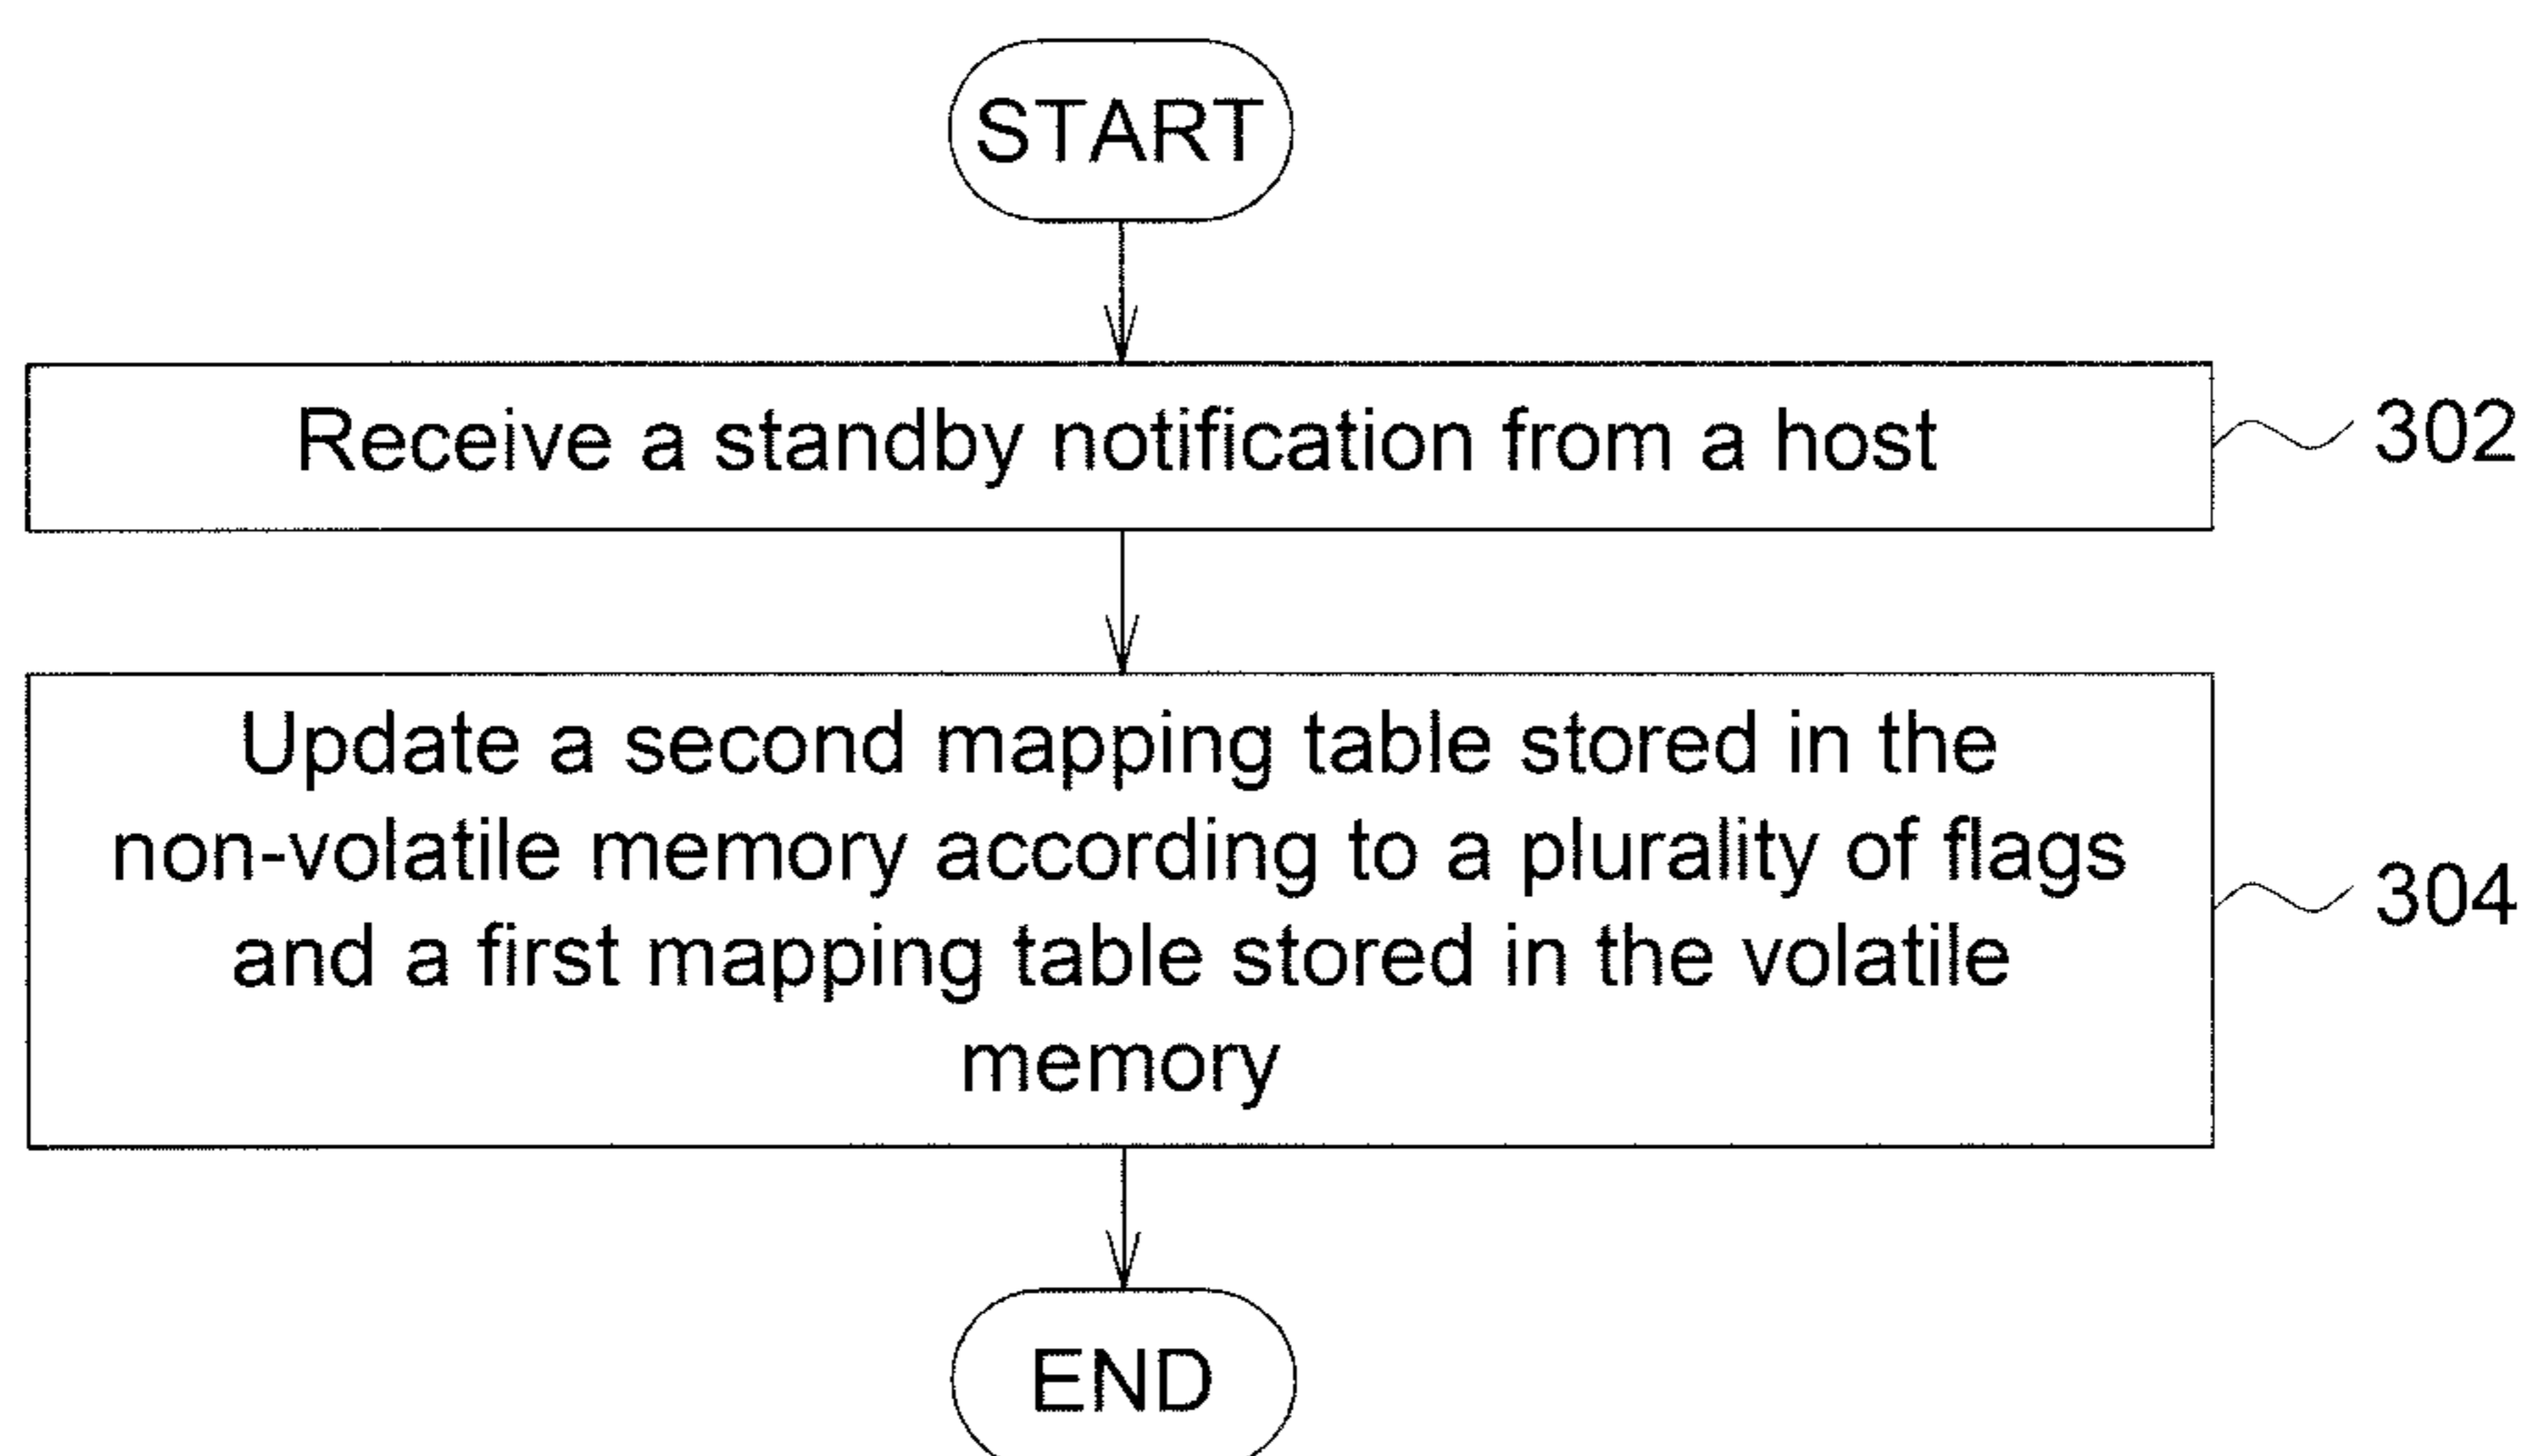 START
Receive a standby notification from a host
302
Update a second mapping table stored in the
non-volatile memory according to a plurality of flags
and a first mapping table stored in the volatile
memory
304
END